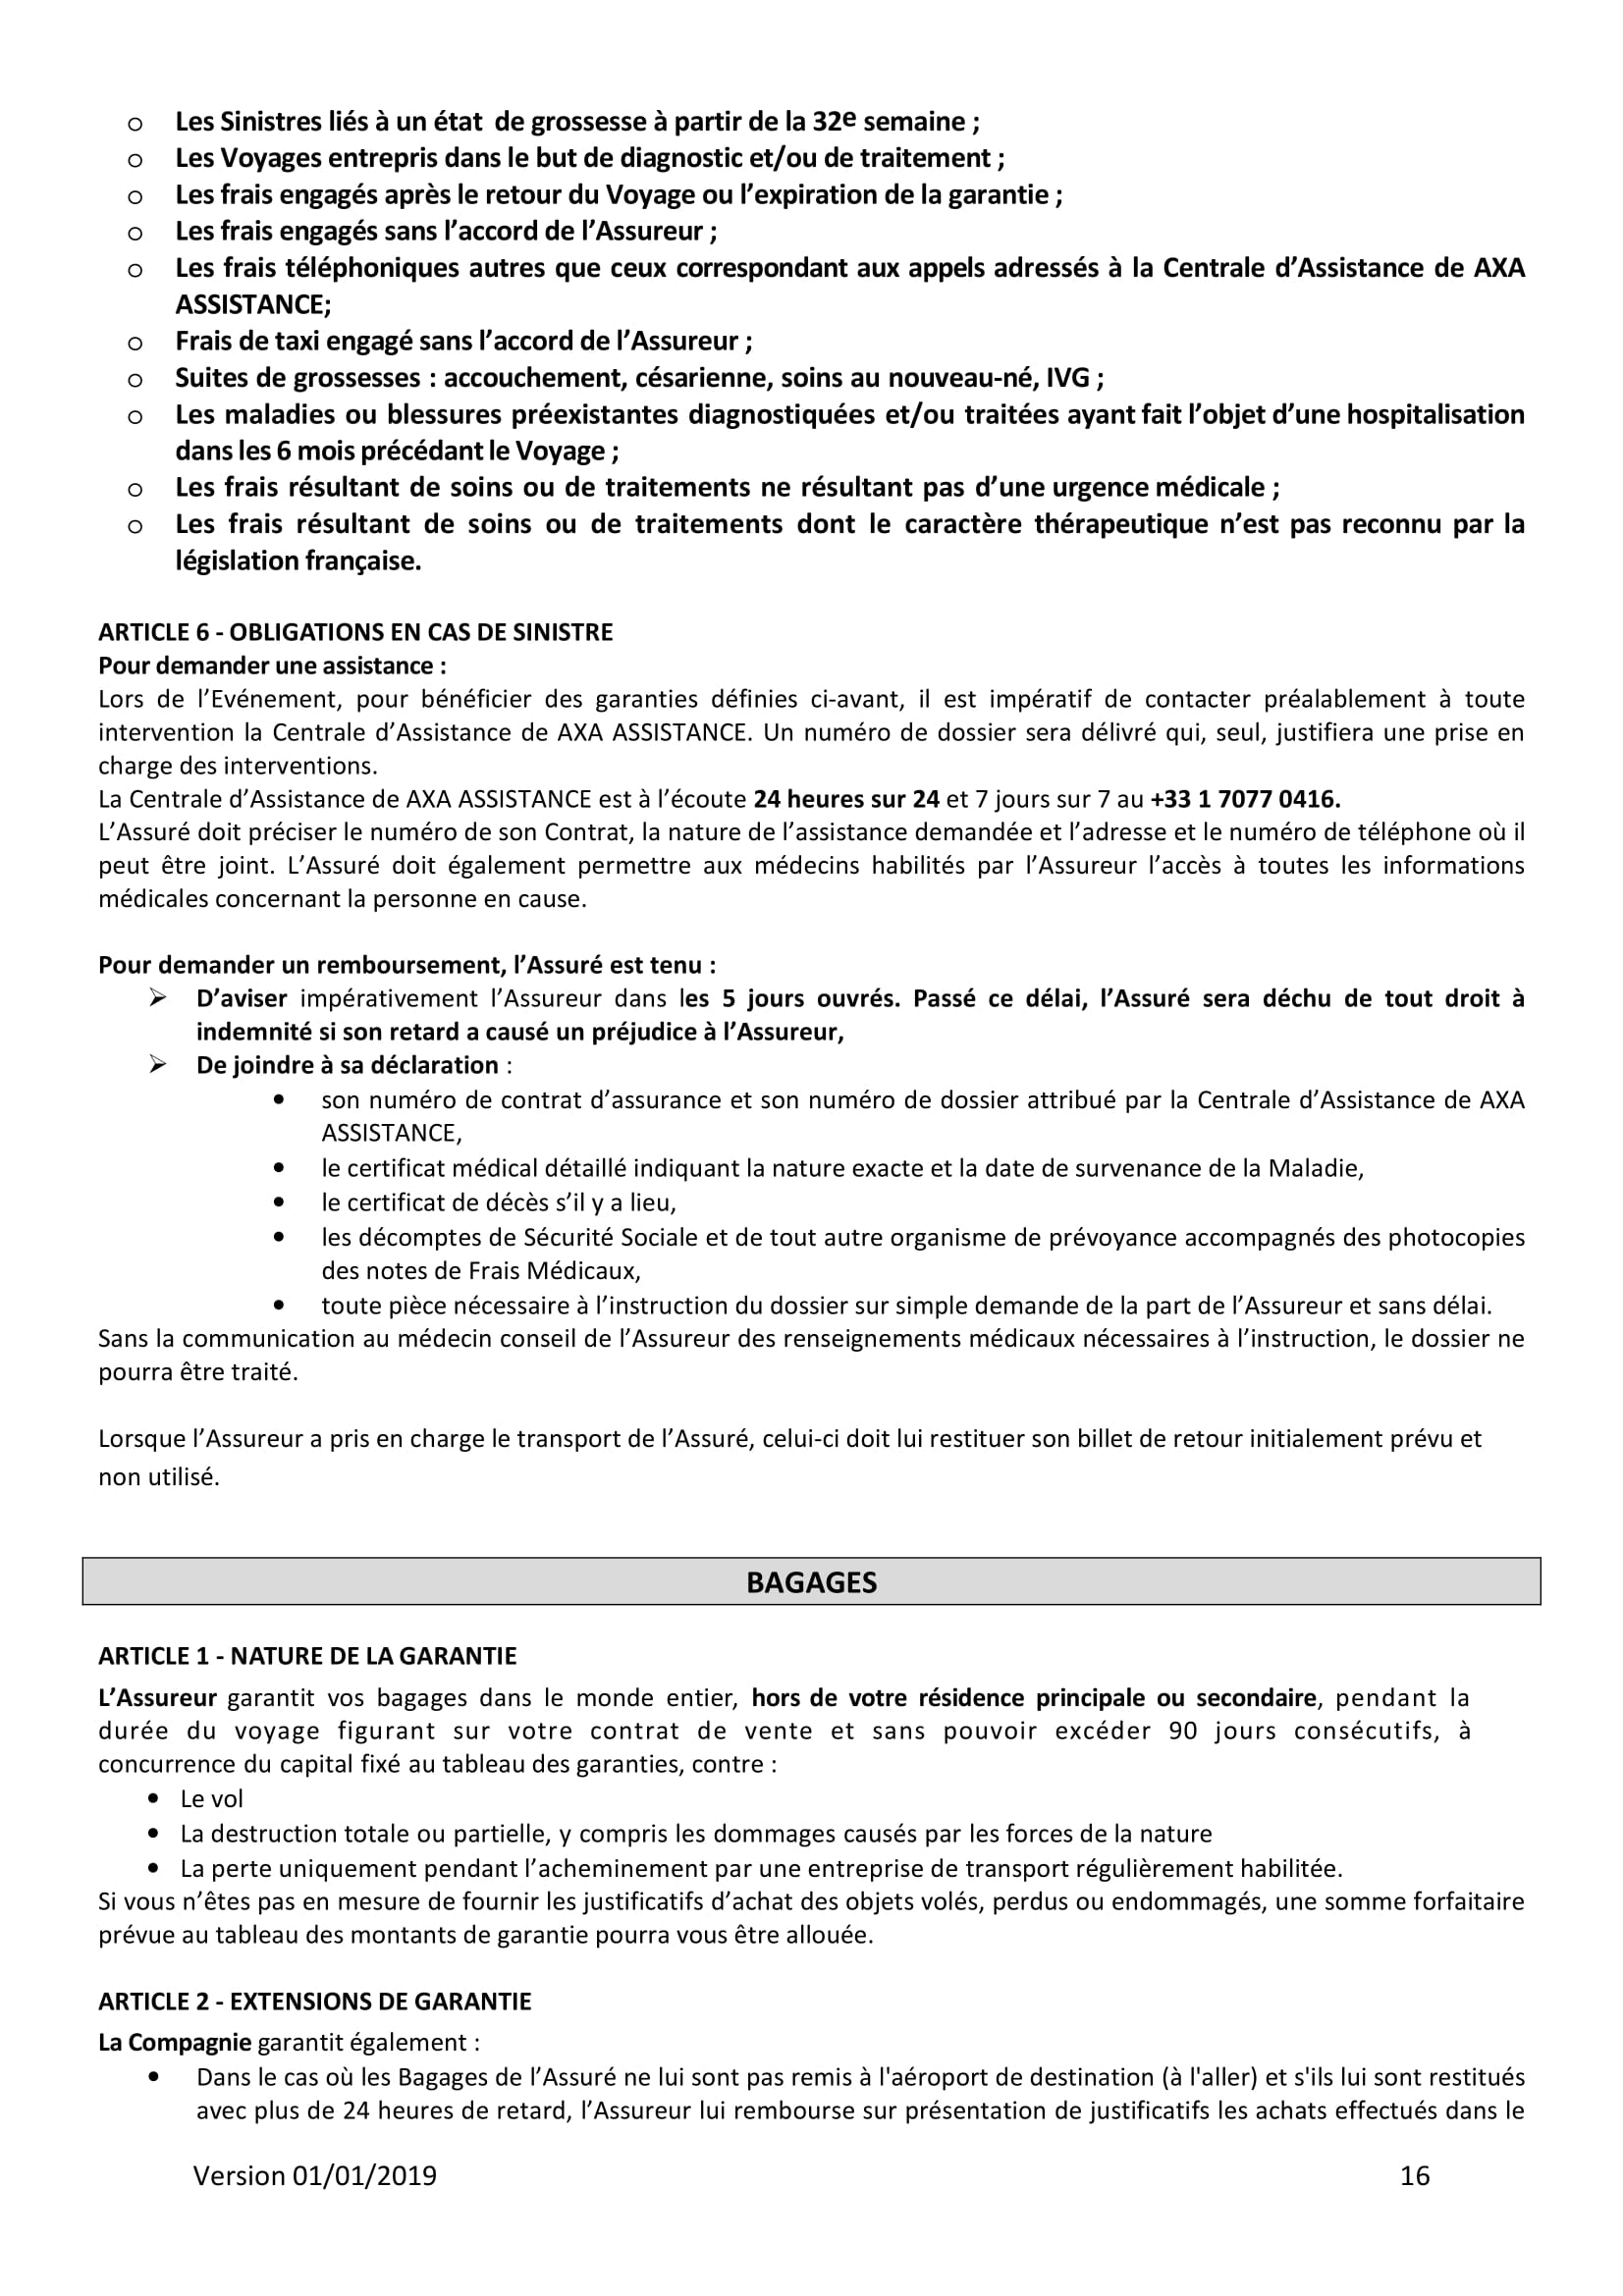 o Les Sinistres liés à un état de grossesse à partir de la 32e semaine ;
o Les Voyages entrepris dans le but de diagnostic et/ou de traitement ;
o Les frais engagés après le retour du Voyage ou l’expiration de la garantie ;
o Les frais engagés sans l’accord de l’Assureur ;
o Les frais téléphoniques autres que ceux correspondant aux appels adressés à la Centrale d’Assistance de AXA
ASSISTANCE;
o Frais de taxi engagé sans l’accord de l’Assureur ;
o Suites de grossesses : accouchement, césarienne, soins au nouveau-né, IVG ;
o Les maladies ou blessures préexistantes diagnostiquées et/ou traitées ayant fait l’objet d’une hospitalisation
dans les 6 mois précédant le Voyage ;
o Les frais résultant de soins ou de traitements ne résultant pas d’une urgence médicale ;
o Les frais résultant de soins ou de traitements dont le caractère thérapeutique n’est pas reconnu par la
législation française.
ARTICLE 6 - OBLIGATIONS EN CAS DE SINISTRE
Pour demander une assistance :
Lors de l’Evénement, pour bénéficier des garanties définies ci-avant, il est impératif de contacter préalablement à toute
intervention la Centrale d’Assistance de AXA ASSISTANCE. Un numéro de dossier sera délivré qui, seul, justifiera une prise en
charge des interventions.
La Centrale d’Assistance de AXA ASSISTANCE est à l’écoute 24 heures sur 24 et 7 jours sur 7 au +33 1 7077 0416.
L’Assuré doit préciser le numéro de son Contrat, la nature de l’assistance demandée et l’adresse et le numéro de téléphone où il
peut être joint. L’Assuré doit également permettre aux médecins habilités par l’Assureur l’accès à toutes les informations
médicales concernant la personne en cause.
Pour demander un remboursement, l’Assuré est tenu :
➢ D’aviser impérativement l’Assureur dans les 5 jours ouvrés. Passé ce délai, l’Assuré sera déchu de tout droit à
indemnité si son retard a causé un préjudice à l’Assureur,
➢ De joindre à sa déclaration :
• son numéro de contrat d’assurance et son numéro de dossier attribué par la Centrale d’Assistance de AXA
ASSISTANCE,
• le certificat médical détaillé indiquant la nature exacte et la date de survenance de la Maladie,
• le certificat de décès s’il y a lieu,
• les décomptes de Sécurité Sociale et de tout autre organisme de prévoyance accompagnés des photocopies
des notes de Frais Médicaux,
• toute pièce nécessaire à l’instruction du dossier sur simple demande de la part de l’Assureur et sans délai.
Sans la communication au médecin conseil de l’Assureur des renseignements médicaux nécessaires à l’instruction, le dossier ne
pourra être traité.
Lorsque l’Assureur a pris en charge le transport de l’Assuré, celui-ci doit lui restituer son billet de retour initialement prévu et
non utilisé.
BAGAGES
ARTICLE 1 - NATURE DE LA GARANTIE
L’Assureur garantit vos bagages dans le monde entier, hors de votre résidence principale ou secondaire, pendant la
durée du voyage figurant sur votre contrat de vente et sans pouvoir excéder 90 jours consécutifs, à
concurrence du capital fixé au tableau des garanties, contre :
• Le vol
• La destruction totale ou partielle, y compris les dommages causés par les forces de la nature
• La perte uniquement pendant l’acheminement par une entreprise de transport régulièrement habilitée.
Si vous n’êtes pas en mesure de fournir les justificatifs d’achat des objets volés, perdus ou endommagés, une somme forfaitaire
prévue au tableau des montants de garantie pourra vous être allouée.
ARTICLE 2 - EXTENSIONS DE GARANTIE
La Compagnie garantit également :
• Dans le cas où les Bagages de l’Assuré ne lui sont pas remis à l'aéroport de destination (à l'aller) et s'ils lui sont restitués
avec plus de 24 heures de retard, l’Assureur lui rembourse sur présentation de justificatifs les achats effectués dans le
Version 01/01/2019 16